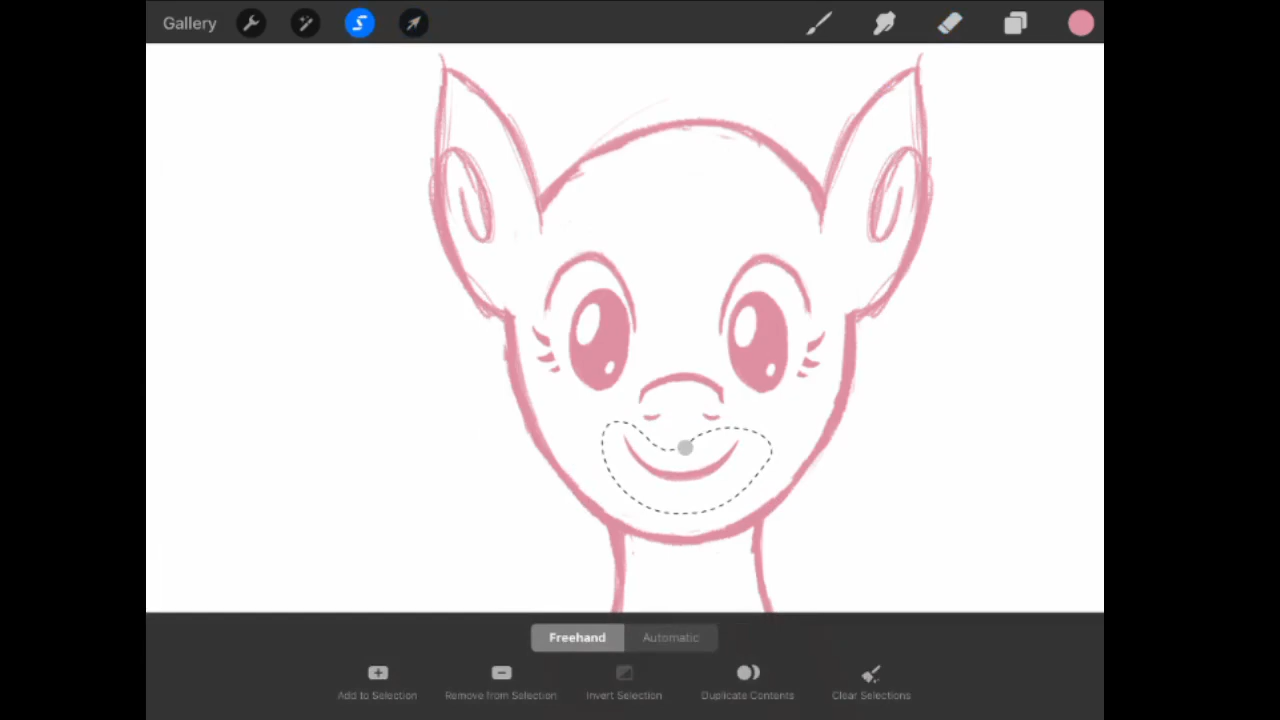 Gallery
Freehand Automatic
Add to Selection Remove from Selection Invert Selection Duplicate Contents Clear Selections